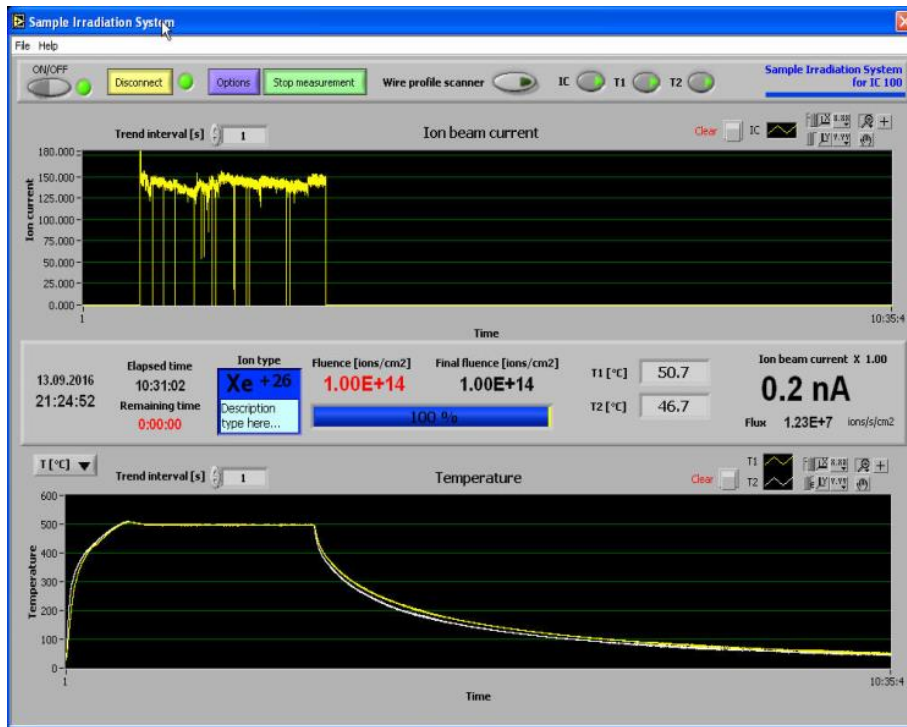 Sample Irradiation System
File Help
ON/OFF
Disconnect
Options
Stop measurement
Wire profile scanner
IC
T1
T2
Sample Irradiation System
for IC 100
Trend interval [s] 1
Ion beam current
Clear
IC
180.000
150.000
125.000
100.000
75.000
50.000
25.000
0.000
Ion current
1
10:35:4
Time
13.09.2016
21:24:52
Elapsed time
10:31:02
Remaining time
0:00:00
Ion type
Xe +26
Description
type here...
Fluence [ions/cm2]
1.00E+14
Final fluence [ions/cm2]
1.00E+14
100 %
T1 [°C] 50.7
T2 [°C] 46.7
Ion beam current X 1.00
0.2 nA
Flux 1.23E+7 ions/s/cm2
T [°C]
Trend interval [s] 1
Temperature
Clear
T1
T2
600
500
400
300
200
100
0
Temperature
1
10:35:4
Time